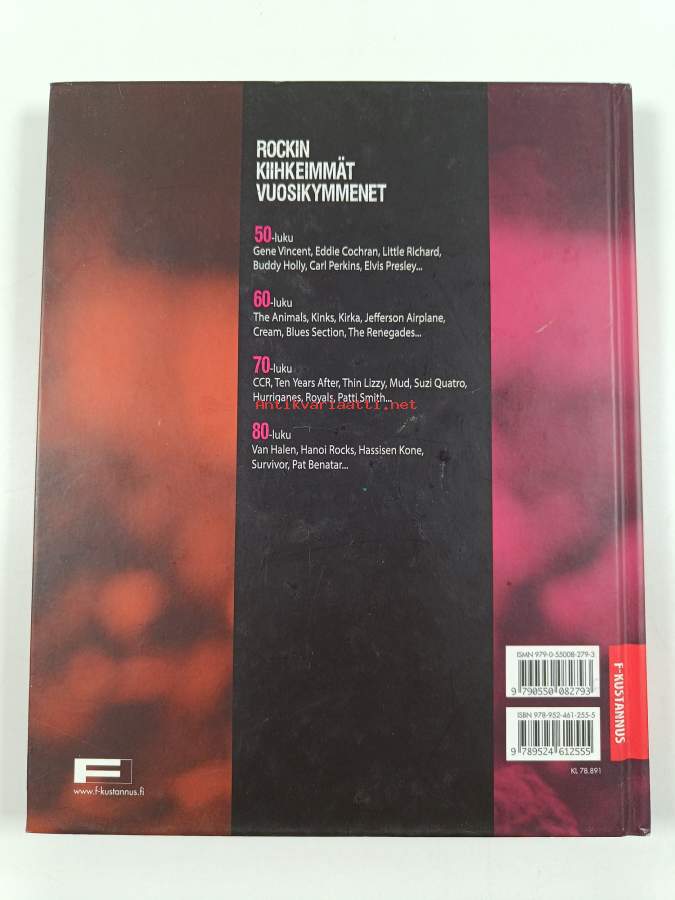 ROCKIN
KIIHKEIMMÄT
VUOSIKYMMENET
50-luku
Gene Vincent, Eddie Cochran, Little Richard,
Buddy Holly, Carl Perkins, Elvis Presley...
60-luku
The Animals, Kinks, Kirka, Jefferson Airplane,
Cream, Blues Section, The Renegades...
70-luku
CCR, Ten Years After, Thin Lizzy, Mud, Suzi Quatro,
Hurriganes, Royals, Patti Smith...
Antikvariaatti.net
80-luku
Van Halen, Hanoi Rocks, Hassisen Kone,
Survivor, Pat Benatar...
ISMN 979-0-55008-279-3
9 790550 082793
ISBN 978-952-461-255-5
9 789524 612555
KL 78.891
F-KUSTANNUS
F
www.f-kustannus.fi